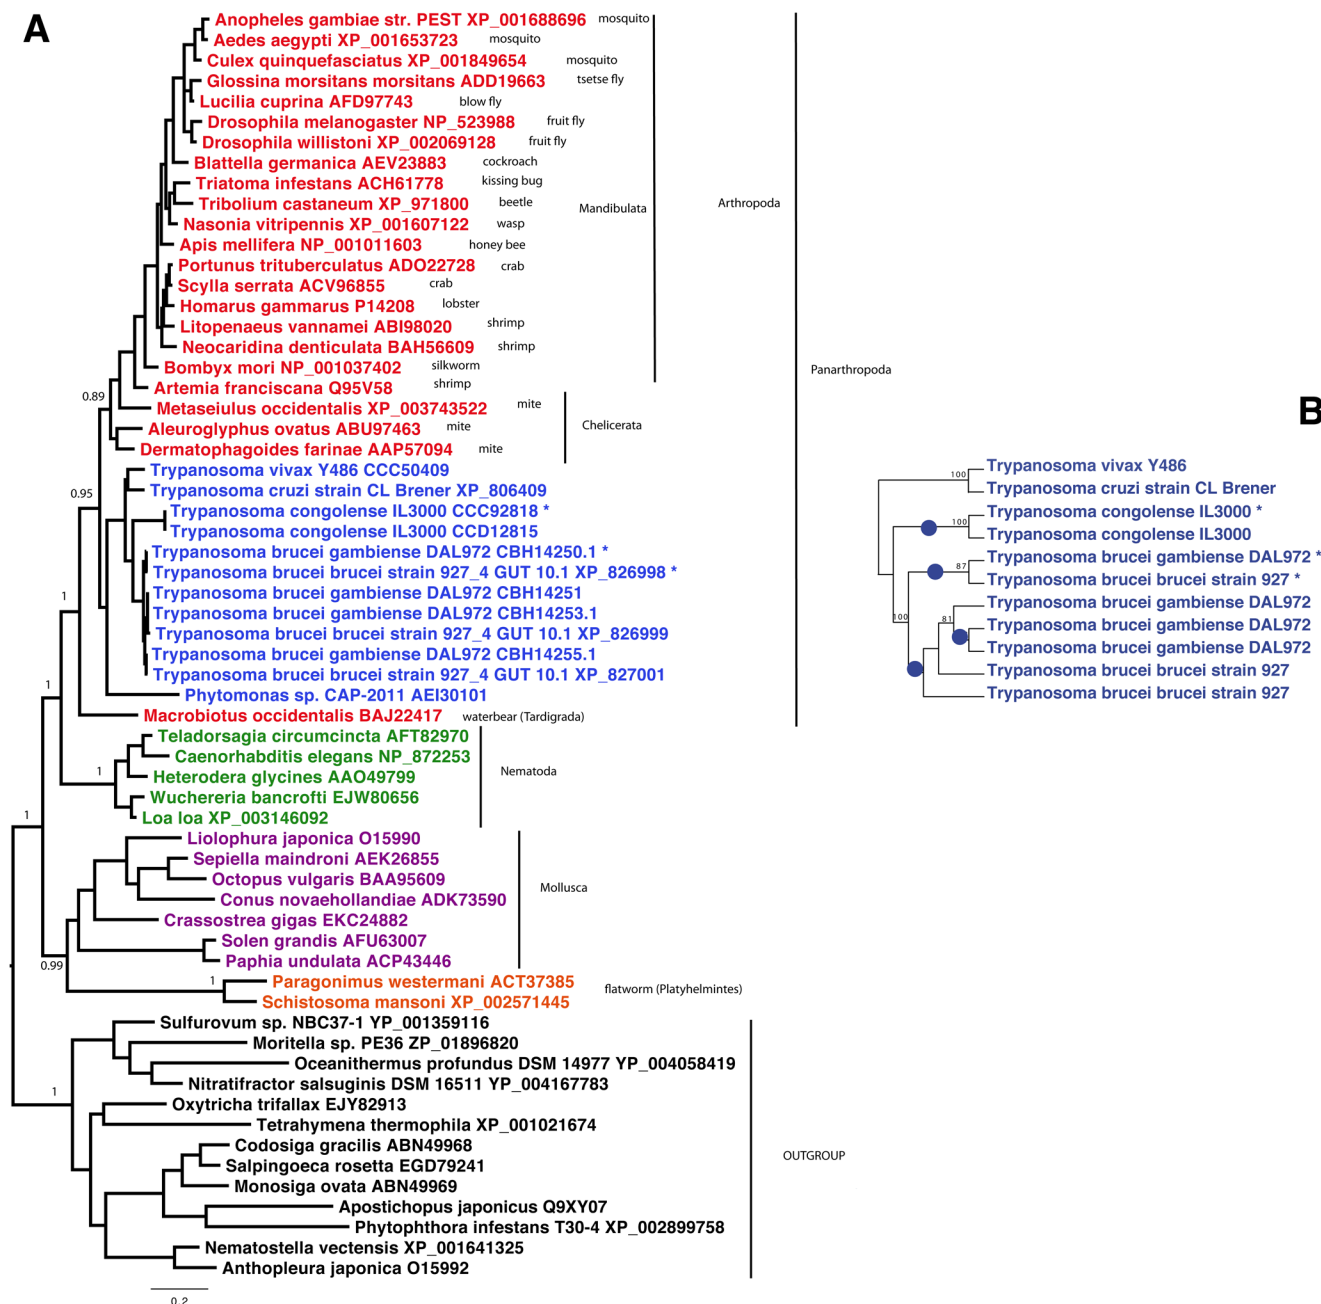 A
Anopheles gambiae str. PEST XP_001688696 mosquito
Aedes aegypti XP_001653723 mosquito
Culex quinquefasciatus XP_001849654 mosquito
Glossina morsitans morsitans ADD19663 tsetse fly
Lucilia cuprina AFD97743 blow fly
Drosophila melanogaster NP_523988 fruit fly
Drosophila willistoni XP_002069128 fruit fly
Blattella germanica AEV23883 cockroach
Triatoma infestans ACH61778 kissing bug
Tribolium castaneum XP_971800 beetle
Mandibulata
Arthropoda
Nasonia vitripennis XP_001607122 wasp
Apis mellifera NP_001011603 honey bee
Portunus trituberculatus ADO22728 crab
Scylla serrata ACV96855 crab
Homarus gammarus P14208 lobster
Litopenaeus vannamei ABI98020 shrimp
Neocaridina denticulata BAH56609 shrimp
Bombyx mori NP_001037402 silkworm
Panarthropoda
Artemia franciscana Q95V58 shrimp
0.89
Metaseiulus occidentalis XP_003743522 mite
Aleuroglyphus ovatus ABU97463 mite
Chelicerata
Dermatophagoides farinae AAP57094 mite
Trypanosoma vivax Y486 CCC50409
Trypanosoma cruzi strain CL Brener XP_806409
0.95
Trypanosoma congolense IL3000 CCC92818 *
Trypanosoma congolense IL3000 CCD12815
Trypanosoma brucei gambiense DAL972 CBH14250.1 *
Trypanosoma brucei brucei strain 927_4 GUT 10.1 XP_826998 *
Trypanosoma brucei gambiense DAL972 CBH14251
1
Trypanosoma brucei gambiense DAL972 CBH14253.1
Trypanosoma brucei brucei strain 927_4 GUT 10.1 XP_826999
Trypanosoma brucei gambiense DAL972 CBH14255.1
Trypanosoma brucei brucei strain 927_4 GUT 10.1 XP_827001
1
Phytomonas sp. CAP-2011 AEI30101
Macrobiotus occidentalis BAJ22417 waterbear (Tardigrada)
Teladorsagia circumcincta AFT82970
Caenorhabditis elegans NP_872253
1
Nematoda
Heterodera glycines AAO49799
Wuchereria bancrofti EJW80656
1
Loa loa XP_003146092
Liolophura japonica O15990
Sepiella maindroni AEK26855
Octopus vulgaris BAA95609
Mollusca
Conus novaehollandiae ADK73590
Crassostrea gigas EKC24882
Solen grandis AFU63007
Paphia undulata ACP43446
0.99
1
Paragonimus westermani ACT37385
flatworm (Platyhelmintes)
Schistosoma mansoni XP_002571445
Sulfurovum sp. NBC37-1 YP_001359116
Moritella sp. PE36 ZP_01896820
Oceanithermus profundus DSM 14977 YP_004058419
Nitratifractor salsuginis DSM 16511 YP_004167783
1
Oxytricha trifallax EJY82913
Tetrahymena thermophila XP_001021674
Codosiga gracilis ABN49968
OUTGROUP
Salpingoeca rosetta EGD79241
Monosiga ovata ABN49969
Apostichopus japonicus Q9XY07
Phytophthora infestans T30-4 XP_002899758
Nematostella vectensis XP_001641325
Anthopleura japonica O15992
0.2
B
Trypanosoma vivax Y486
100
Trypanosoma cruzi strain CL Brener
Trypanosoma congolense IL3000 *
100
Trypanosoma congolense IL3000
Trypanosoma brucei gambiense DAL972 *
87
Trypanosoma brucei brucei strain 927 *
Trypanosoma brucei gambiense DAL972
100
81
Trypanosoma brucei gambiense DAL972
Trypanosoma brucei gambiense DAL972
Trypanosoma brucei brucei strain 927
Trypanosoma brucei brucei strain 927